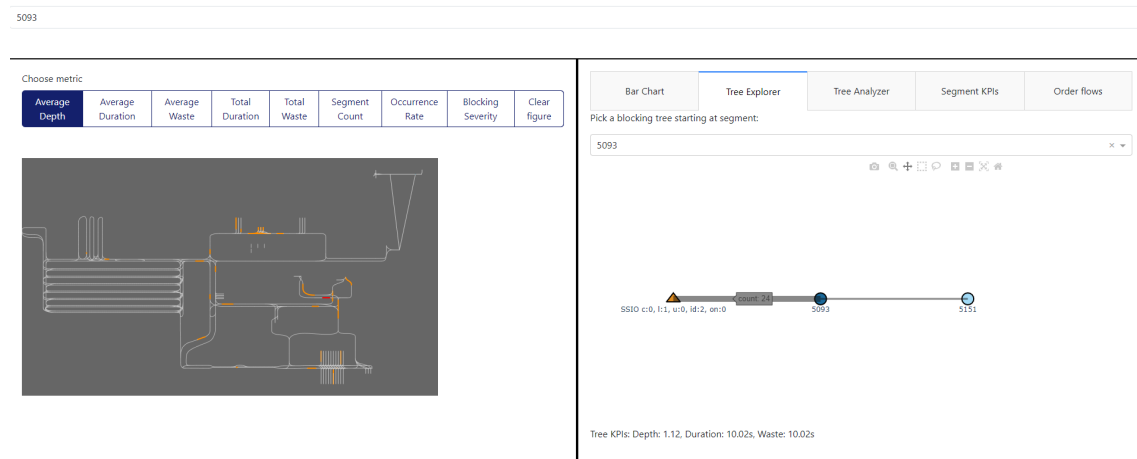 5093
Choose metric
Average Depth
Average Duration
Average Waste
Total Duration
Total Waste
Segment Count
Occurrence Rate
Blocking Severity
Clear figure
Bar Chart
Tree Explorer
Tree Analyzer
Segment KPIs
Order flows
Pick a blocking tree starting at segment:
5093
count 24
SSIO c:0, l:1, u:0, id:2, on:0
5093
5151
Tree KPIs: Depth: 1.12, Duration: 10.02s, Waste: 10.02s